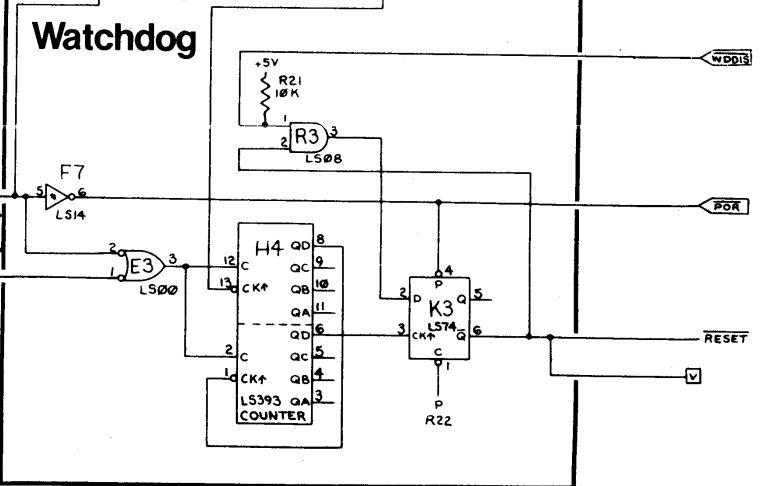 Watchdog
WDDIS
+5V
R21
10K
1
2
R3
3
LS08
F7
5
6
LS14
POR
2
1
E3
3
LS00
H4
12
C
13
CK↑
QD
8
QC
9
QB
10
QA
11
QD
6
2
C
QC
5
1
CK↑
QB
4
LS393
QA
3
COUNTER
4
P
2
D
Q
5
K3
LS74
3
CK↑
Q̅
6
C
1
P
R22
RESET
V